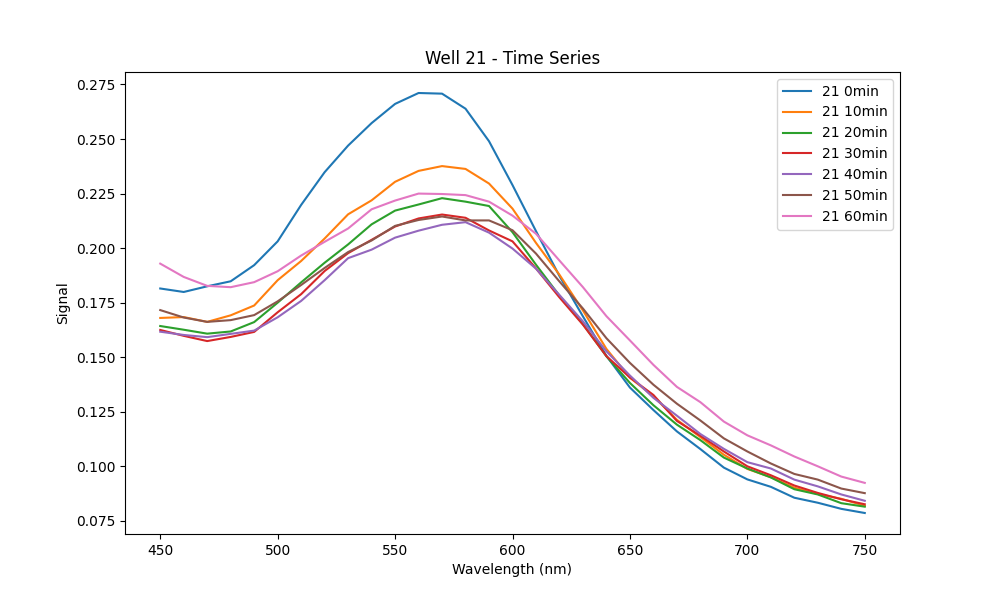 Well 21 - Time Series
Signal
0.275
0.250
0.225
0.200
0.175
0.150
0.125
0.100
0.075
21 0min
21 10min
21 20min
21 30min
21 40min
21 50min
21 60min
450 500 550 600 650 700 750
Wavelength (nm)